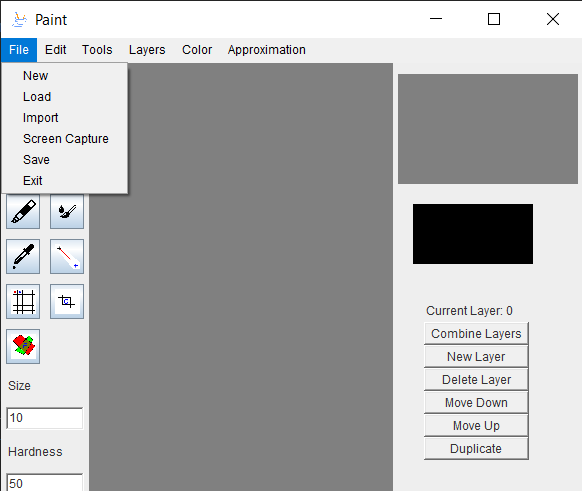 Paint
File Edit Tools Layers Color Approximation
New
Load
Import
Screen Capture
Save
Exit
Size
10
Hardness
50
Current Layer: 0
Combine Layers
New Layer
Delete Layer
Move Down
Move Up
Duplicate